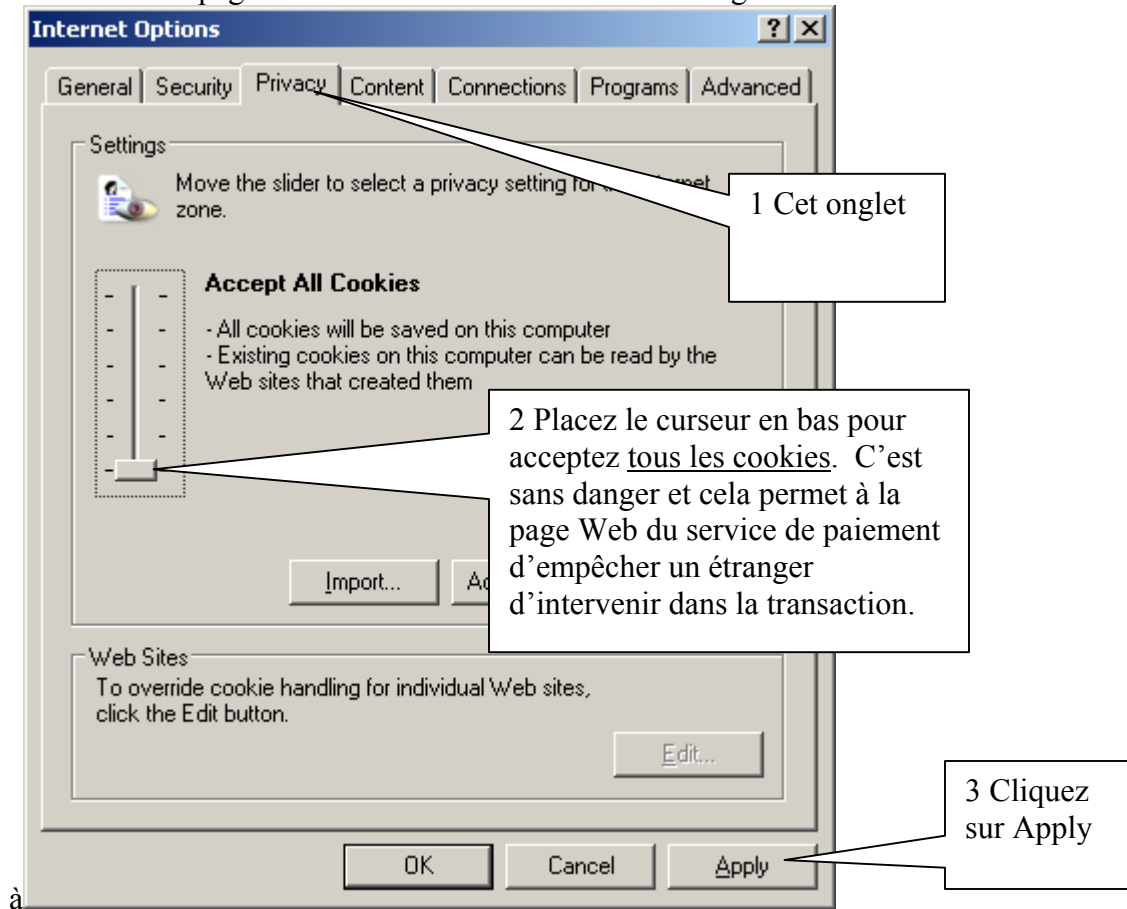 Internet Options
General Security Privacy Content Connections Programs Advanced
Settings
Move the slider to select a privacy setting for
zone.
1 Cet onglet
Accept All Cookies
- All cookies will be saved on this computer
- Existing cookies on this computer can be read by the
Web sites that created them
2 Placez le curseur en bas pour
acceptez tous les cookies. C’est
sans danger et cela permet à la
page Web du service de paiement
d’empêcher un étranger
d’intervenir dans la transaction.
Import...
Web Sites
To override cookie handling for individual Web sites,
click the Edit button.
Edit...
3 Cliquez
sur Apply
OK Cancel Apply
à